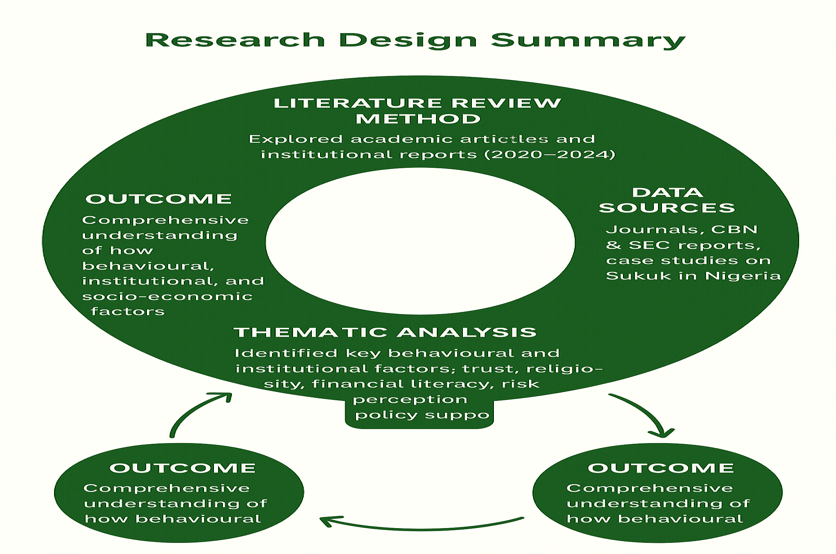 Research Design Summary
LITERATURE REVIEW
METHOD
Explored academic articles and
institutional reports (2020–2024)
OUTCOME
Comprehensive
understanding
of how
behavioural,
institutional, and
socio-economic
factors
DATA
SOURCES
Journals, CBN
& SEC reports,
case studies on
Sukuk in Nigeria
THEMATIC ANALYSIS
Identified key behavioural and
institutional factors; trust, religio-
sity, financial literacy, risk
perception
policy suppo
OUTCOME
Comprehensive
understanding of
how behavioural
OUTCOME
Comprehensive
understanding of
how behavioural